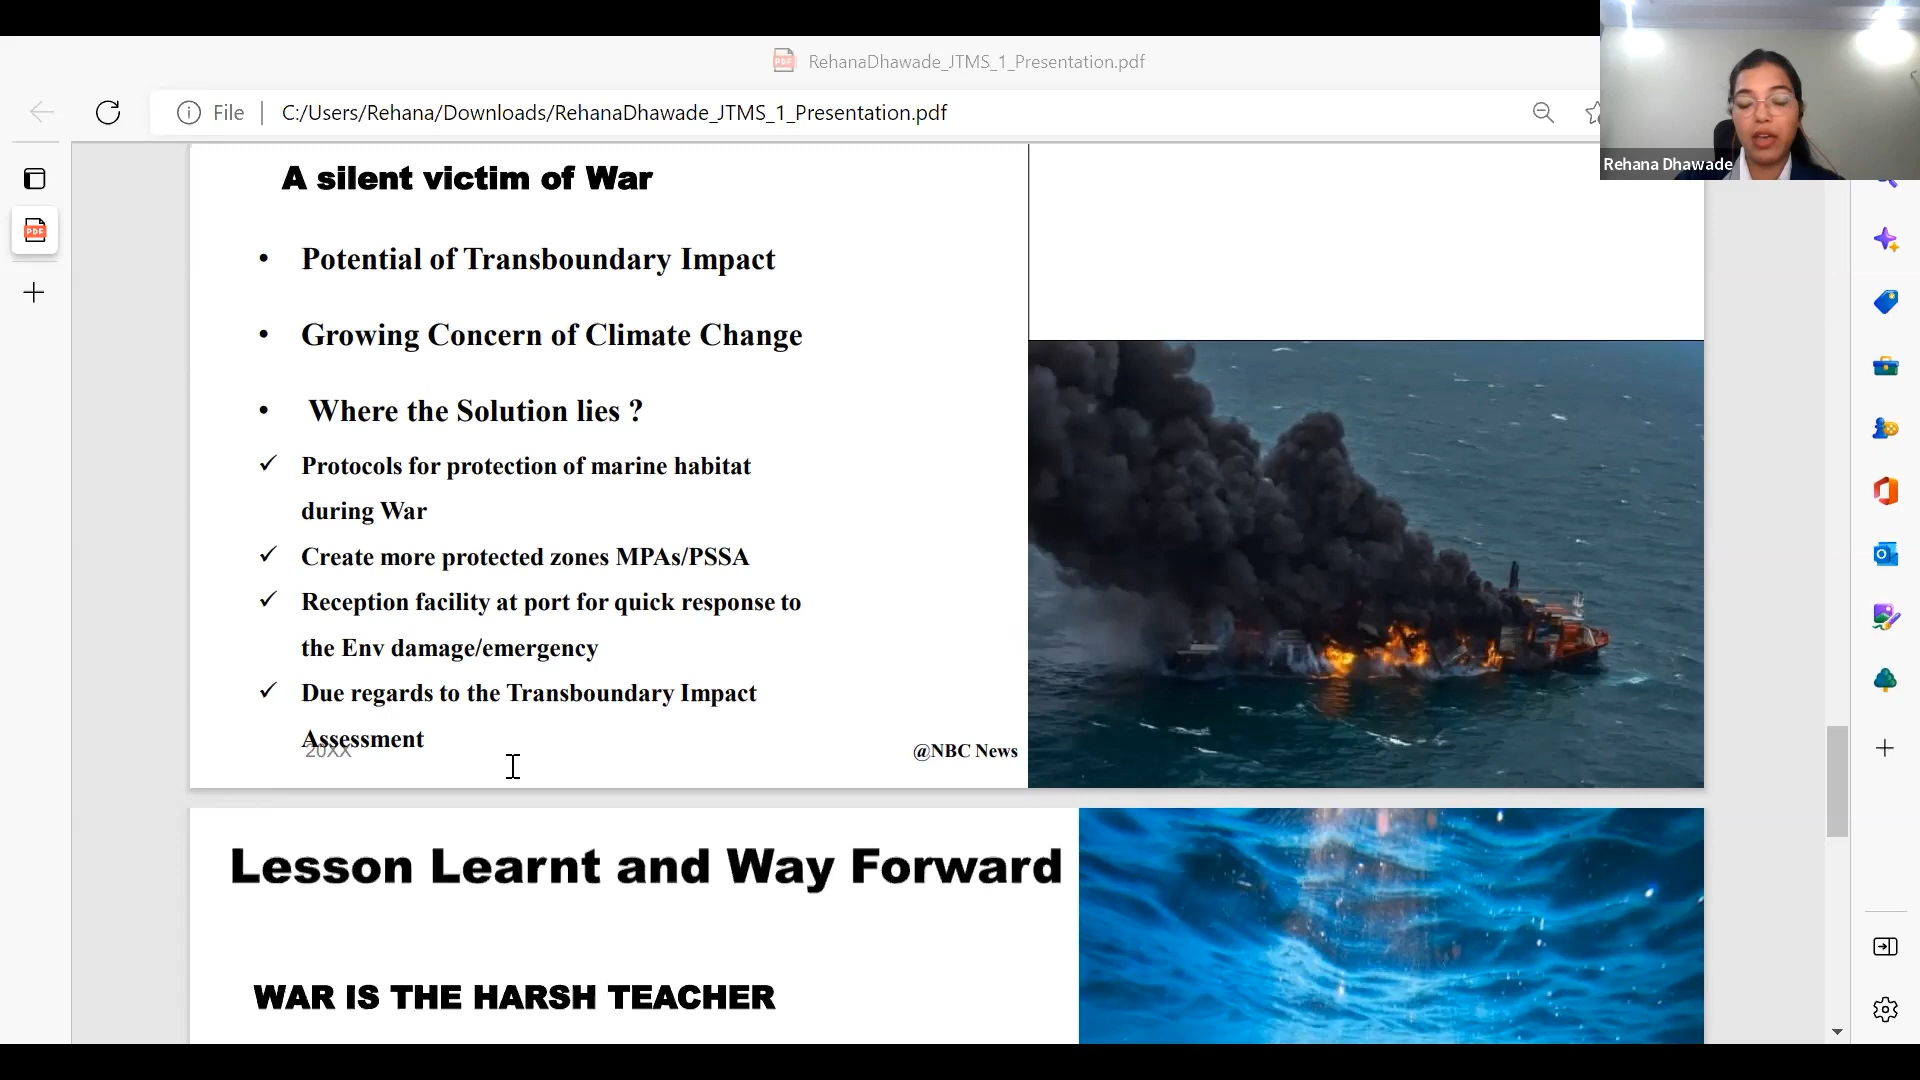 RehanaDhawade_JTMS_1_Presentation.pdf
File
C:/Users/Rehana/Downloads/RehanaDhawade_JTMS_1_Presentation.pdf
Rehana Dhawade
A silent victim of War
• Potential of Transboundary Impact
• Growing Concern of Climate Change
• Where the Solution lies ?
✓ Protocols for protection of marine habitat
during War
✓ Create more protected zones MPAs/PSSA
✓ Reception facility at port for quick response to
the Env damage/emergency
✓ Due regards to the Transboundary Impact
Assessment
20XX
@NBC News
Lesson Learnt and Way Forward
WAR IS THE HARSH TEACHER